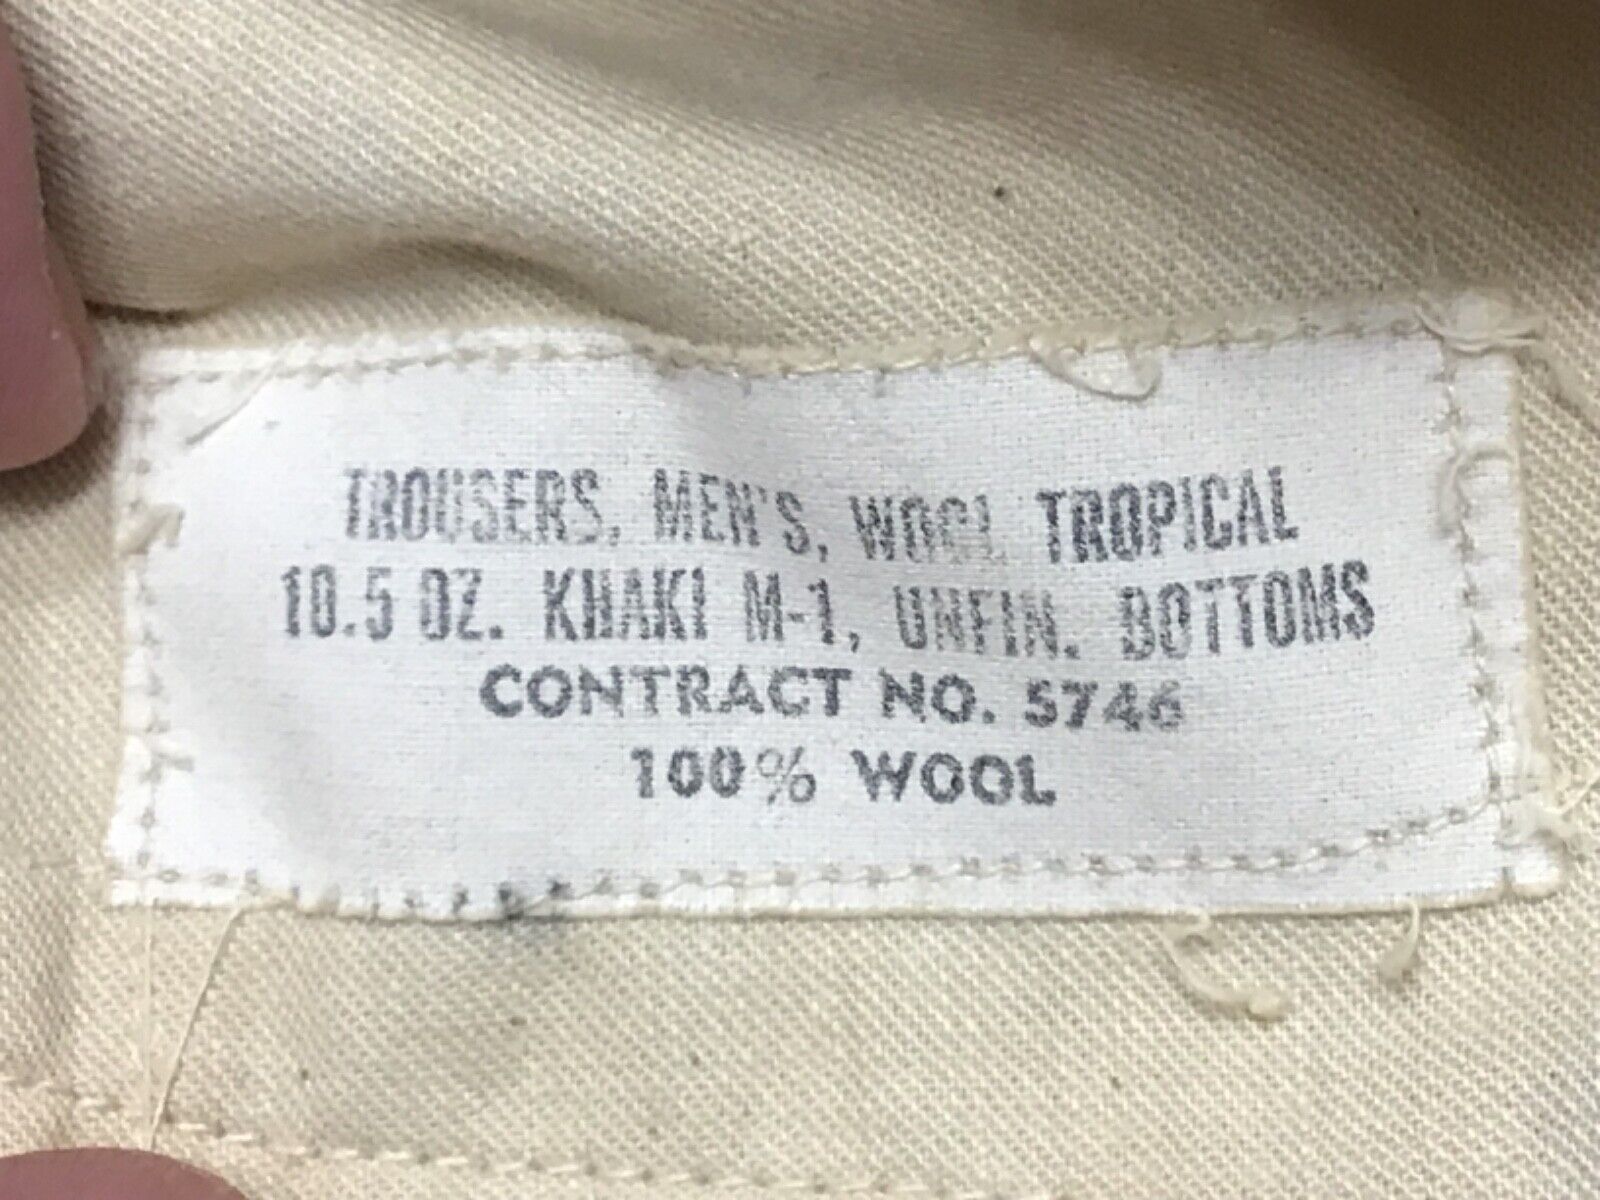 TROUSERS, MEN'S, WOOL TROPICAL
10.5 OZ. KHAKI M-1, UNFIN. BOTTOMS
CONTRACT NO. 5746
100% WOOL